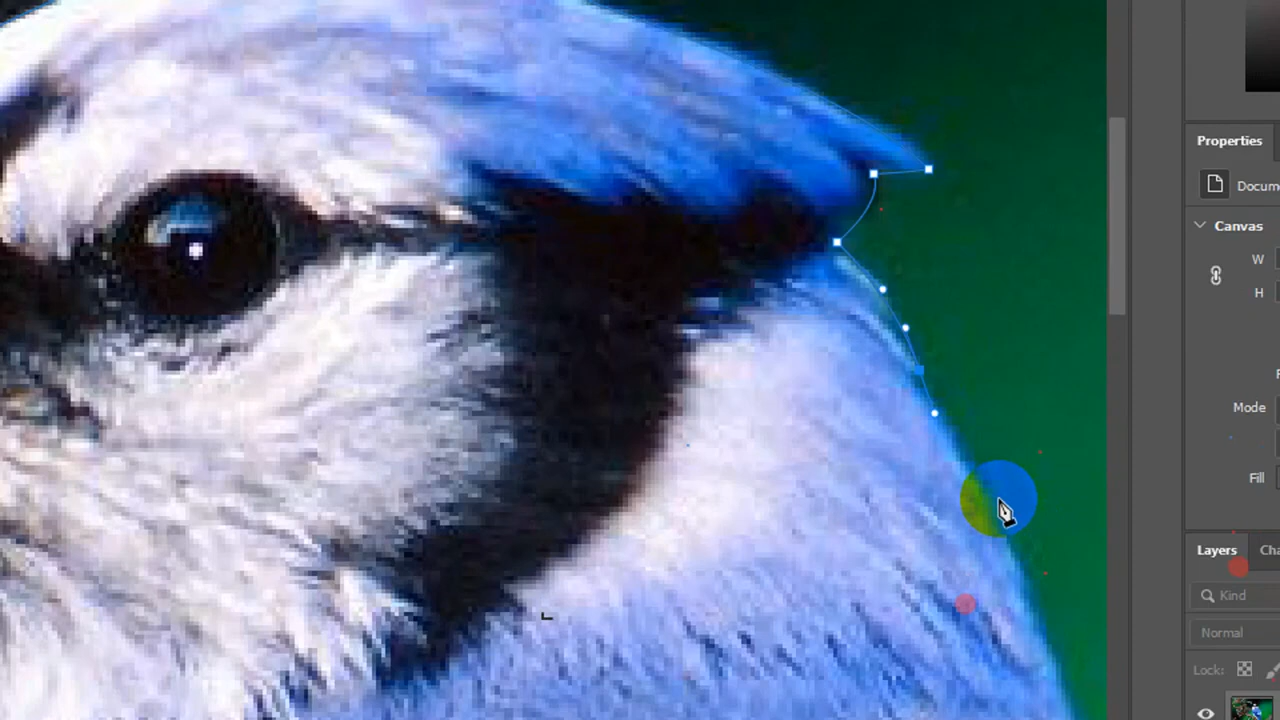 Properties
Docum
Canvas
W
H
Mode
Fill
Layers
Cha
Kind
Normal
Lock: